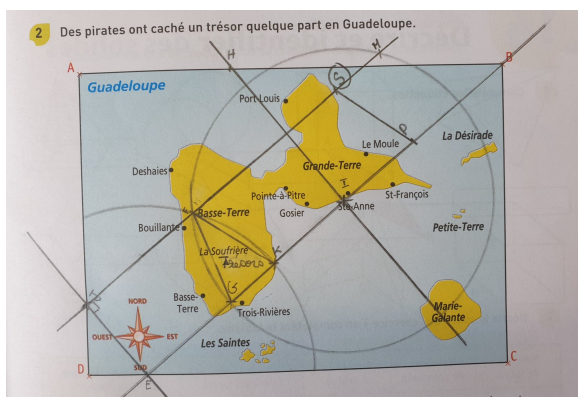 2 Des pirates ont caché un trésor quelque part en Guadeloupe.
H
M
A
B
Guadeloupe
S
Port-Louis
P
Le Moule
La Désirade
Grande-Terre
Deshaies
I
Pointe-à-Pitre
St-François
Gosier
Ste-Anne
F
Basse-Terre
Petite-Terre
Bouillante
La Soufrière
K
Trésors
G
Basse-
Terre
Trois-Rivières
Marie-
Galante
NORD
OUEST
EST
SUD
Les Saintes
D
E
C